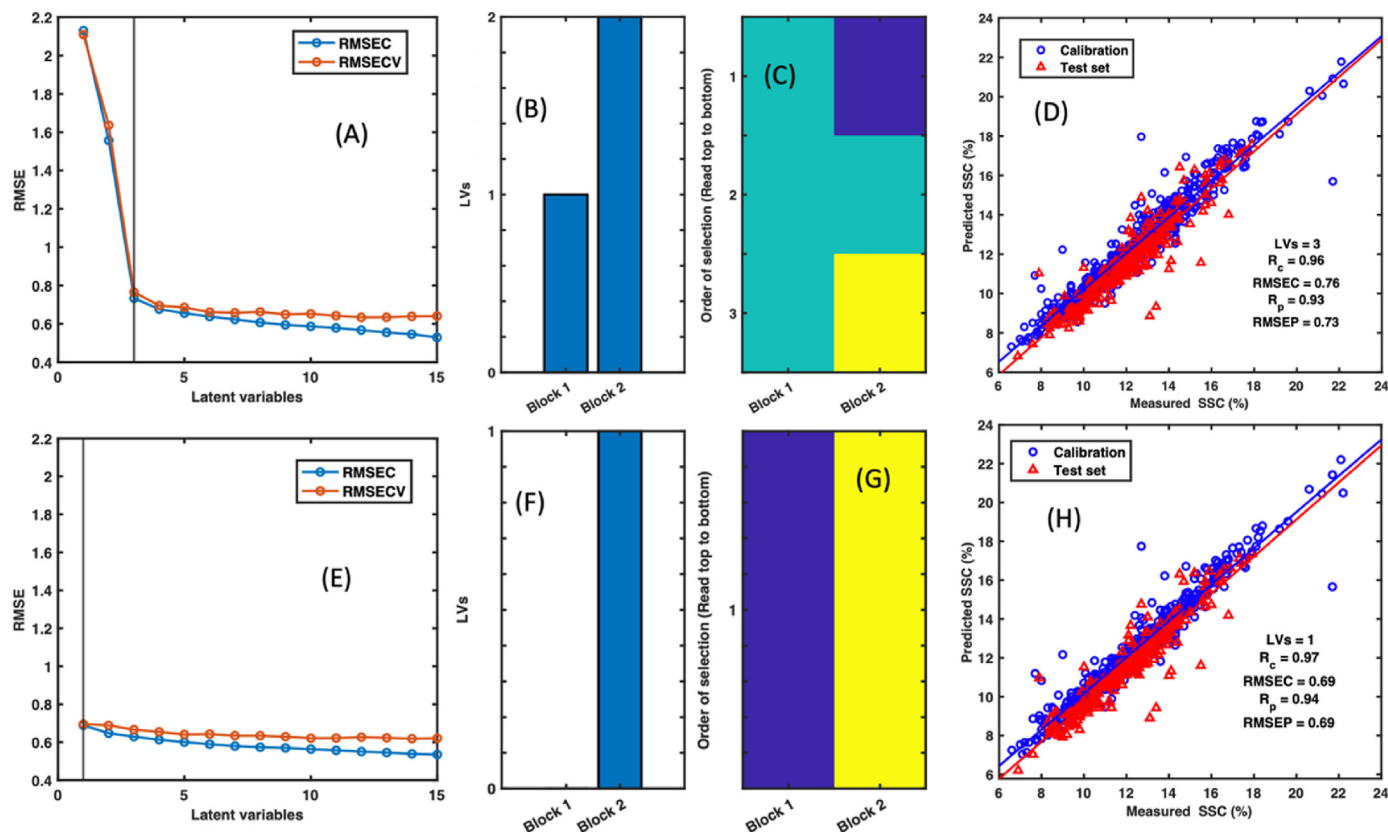 2.2
2
1.8
1.6
1.4
1.2
1
0.8
0.6
0.4
RMSE
0 5 10 15
Latent variables
RMSEC
RMSECV
(A)
2
1
0
LVs
(B)
Block 1 Block 2
Order of selection (Read top to bottom)
1
2
3
(C)
Block 1 Block 2
24
22
20
18
16
14
12
10
8
6
Predicted SSC (%)
Calibration
Test set
(D)
LVs = 3
Rc = 0.96
RMSEC = 0.76
Rp = 0.93
RMSEP = 0.73
6 8 10 12 14 16 18 20 22 24
Measured SSC (%)
2.2
2
1.8
1.6
1.4
1.2
1
0.8
0.6
0.4
RMSE
0 5 10 15
Latent variables
RMSEC
RMSECV
(E)
1
0
LVs
(F)
Block 1 Block 2
Order of selection (Read top to bottom)
1
(G)
Block 1 Block 2
24
22
20
18
16
14
12
10
8
6
Predicted SSC (%)
Calibration
Test set
(H)
LVs = 1
Rc = 0.97
RMSEC = 0.69
Rp = 0.94
RMSEP = 0.69
6 8 10 12 14 16 18 20 22 24
Measured SSC (%)